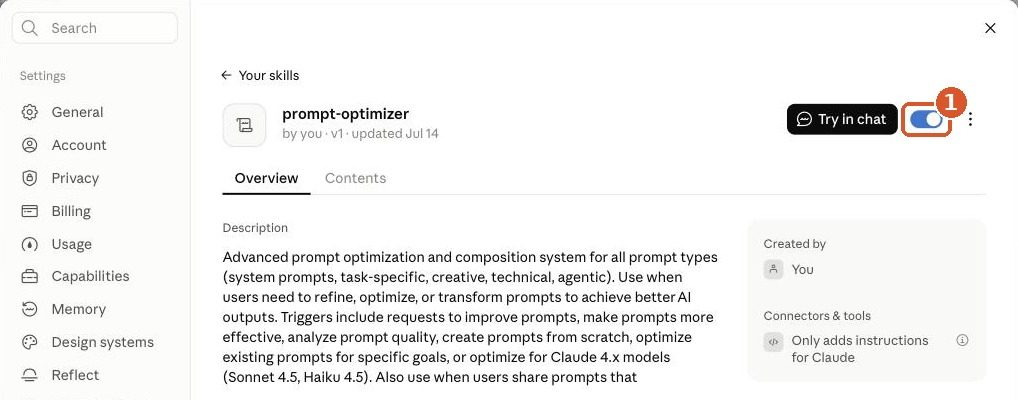 Search
Settings
General
Account
Privacy
Billing
Usage
Capabilities
Memory
Design systems
Reflect
Your skills
prompt-optimizer
by you · v1 · updated Jul 14
Try in chat
1
Overview
Contents
Description
Advanced prompt optimization and composition system for all prompt types
(system prompts, task-specific, creative, technical, agentic). Use when
users need to refine, optimize, or transform prompts to achieve better AI
outputs. Triggers include requests to improve prompts, make prompts more
effective, analyze prompt quality, create prompts from scratch, optimize
existing prompts for specific goals, or optimize for Claude 4.x models
(Sonnet 4.5, Haiku 4.5). Also use when users share prompts that
Created by
You
Connectors & tools
Only adds instructions
for Claude